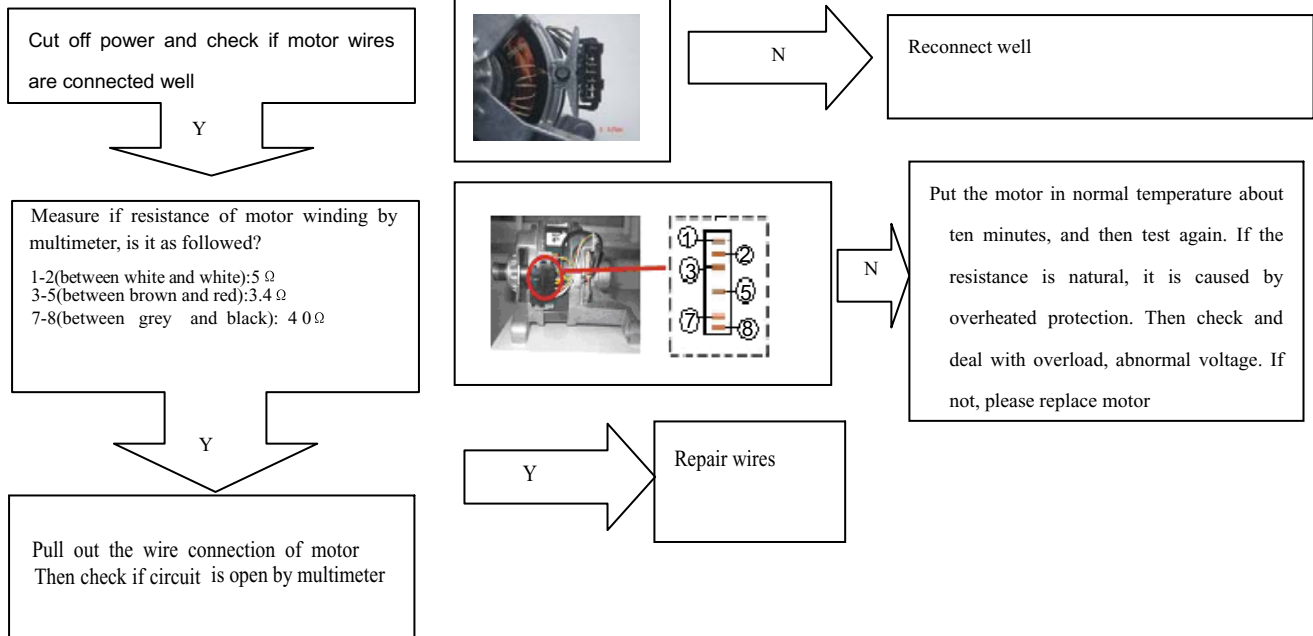 Cut off power and check if motor wires
are connected well
N
Reconnect well
Y
Measure if resistance of motor winding by
multimeter, is it as followed?
1-2(between white and white):5 Ω
3-5(between brown and red):3.4 Ω
7-8(between grey and black): 4 0 Ω
①
②
③
⑤
⑦
⑧
N
Put the motor in normal temperature about
ten minutes, and then test again. If the
resistance is natural, it is caused by
overheated protection. Then check and
deal with overload, abnormal voltage. If
not, please replace motor
Y
Pull out the wire connection of motor
Then check if circuit is open by multimeter
Y
Repair wires